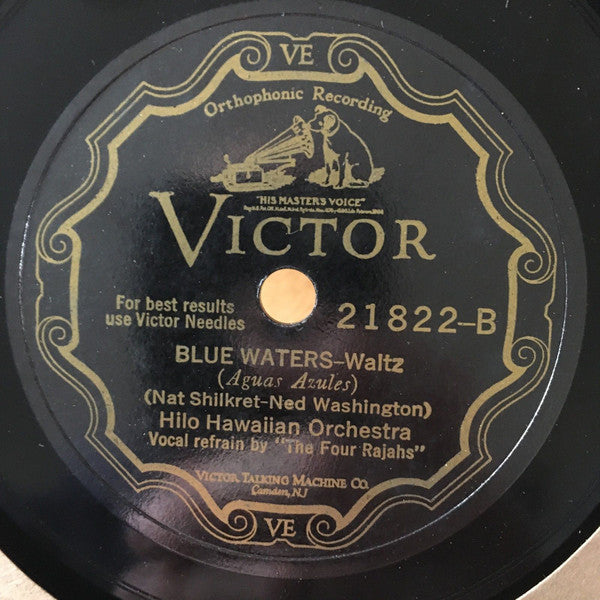 VE
Orthophonic Recording
"HIS MASTER'S VOICE"
VICTOR
For best results
use Victor Needles
21822-B
BLUE WATERS-Waltz
(Aguas Azules)
(Nat Shilkret-Ned Washington)
Hilo Hawaiian Orchestra
Vocal refrain by "The Four Rajahs"
VICTOR TALKING MACHINE CO.
Camden, NJ
VE